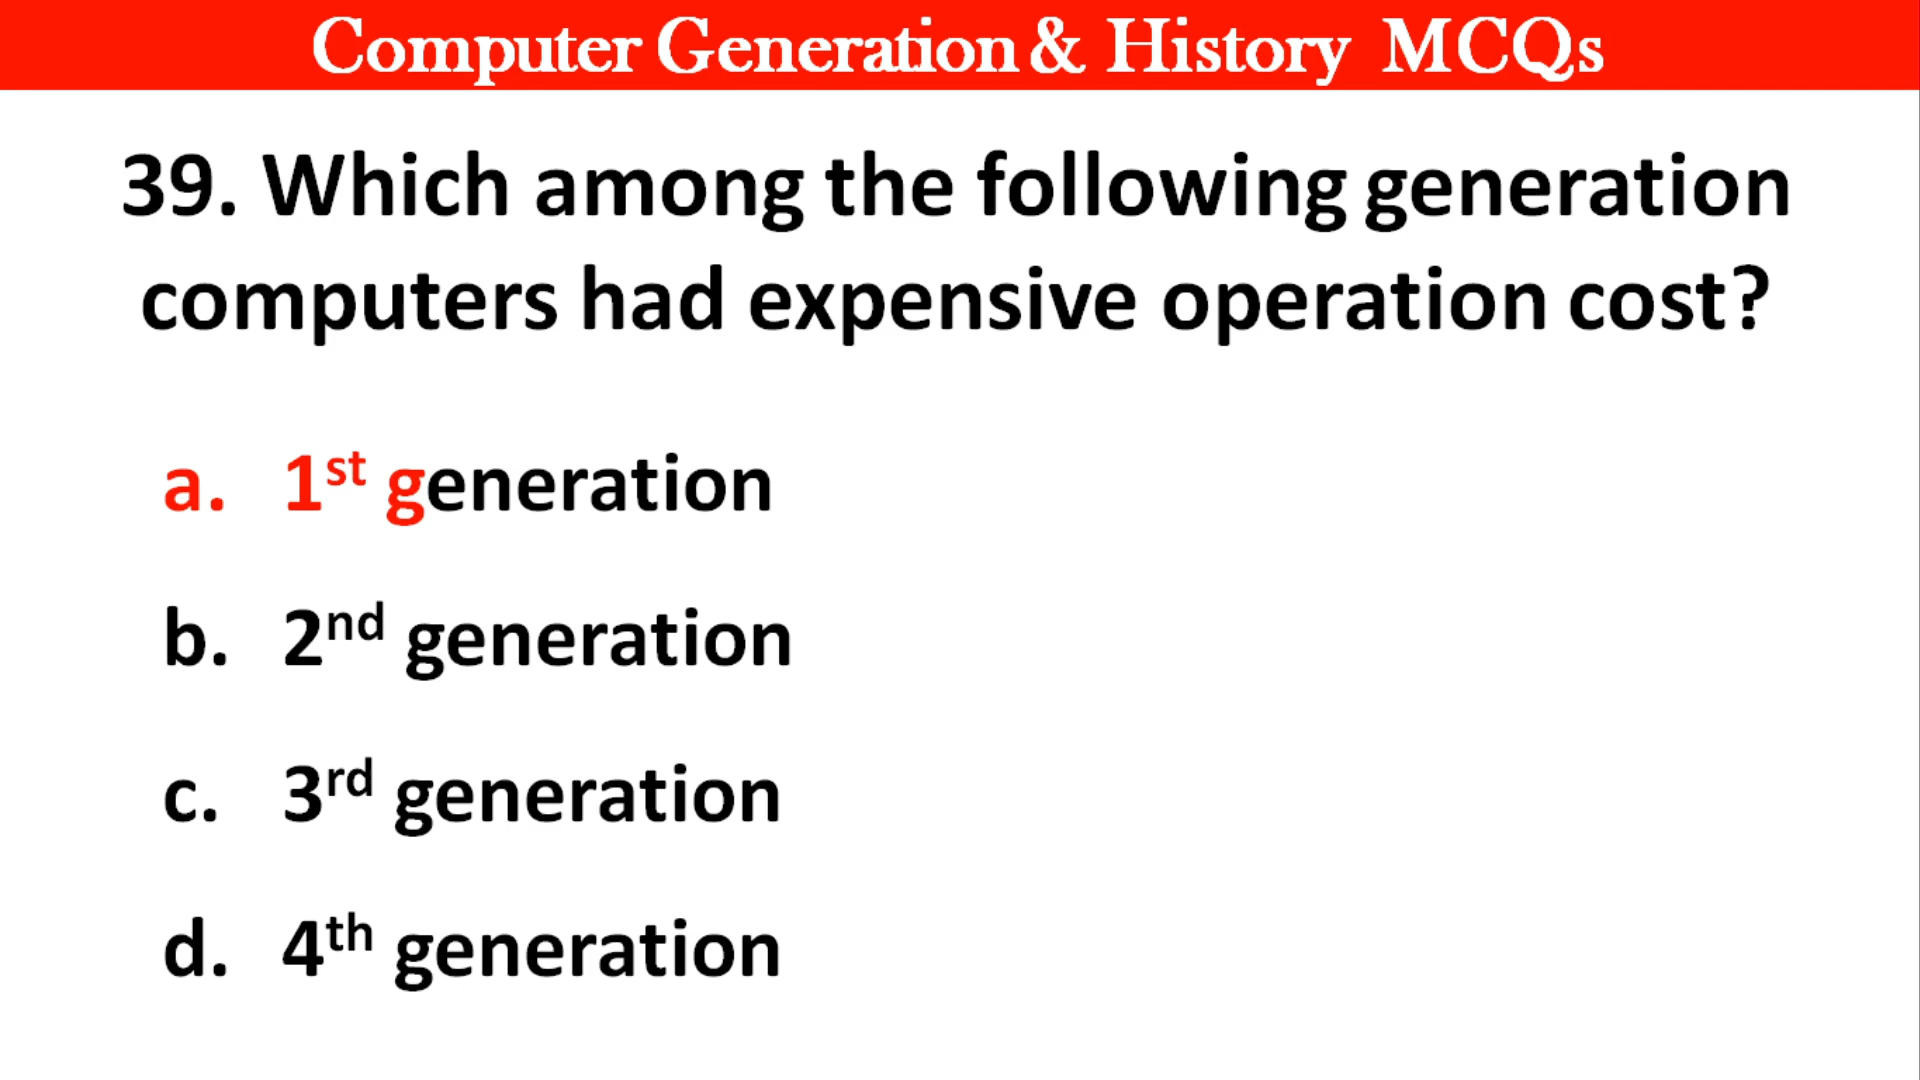 Computer Generation & History MCQs
39. Which among the following generation
computers had expensive operation cost?
a. 1st generation
b. 2nd generation
c. 3rd generation
d. 4th generation